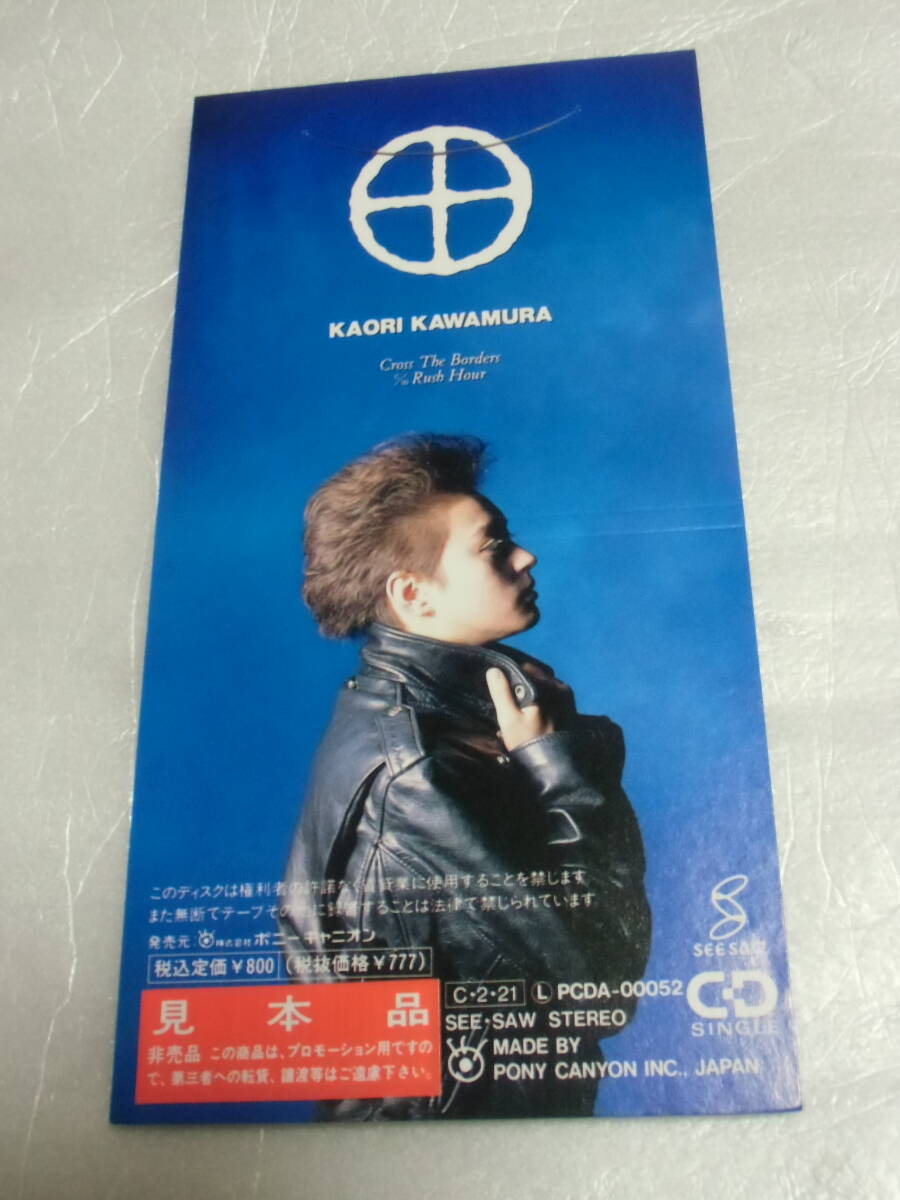 KAORI KAWAMURA
Cross The Borders
c/w Rush Hour
このディスクは権利者の許諾なく賃貸業に使用することを禁じます
また無断でテープその他に録音することは法律で禁じられています
発売元: 株式会社 ポニーキャニオン
税込定価¥800 (税抜価格¥777)
見本品
非売品 この商品は、プロモーション用ですの
で、第三者への転貸、譲渡等はご遠慮下さい。
SEE SAW
CD
SINGLE
C・2・21 Ⓛ PCDA-00052
SEE・SAW STEREO
MADE BY
PONY CANYON INC., JAPAN